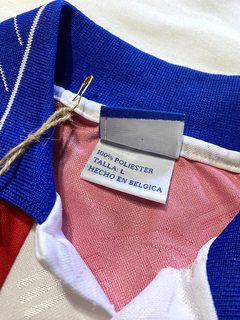 100% POLIESTER
TALLA: L
HECHO EN BELGICA